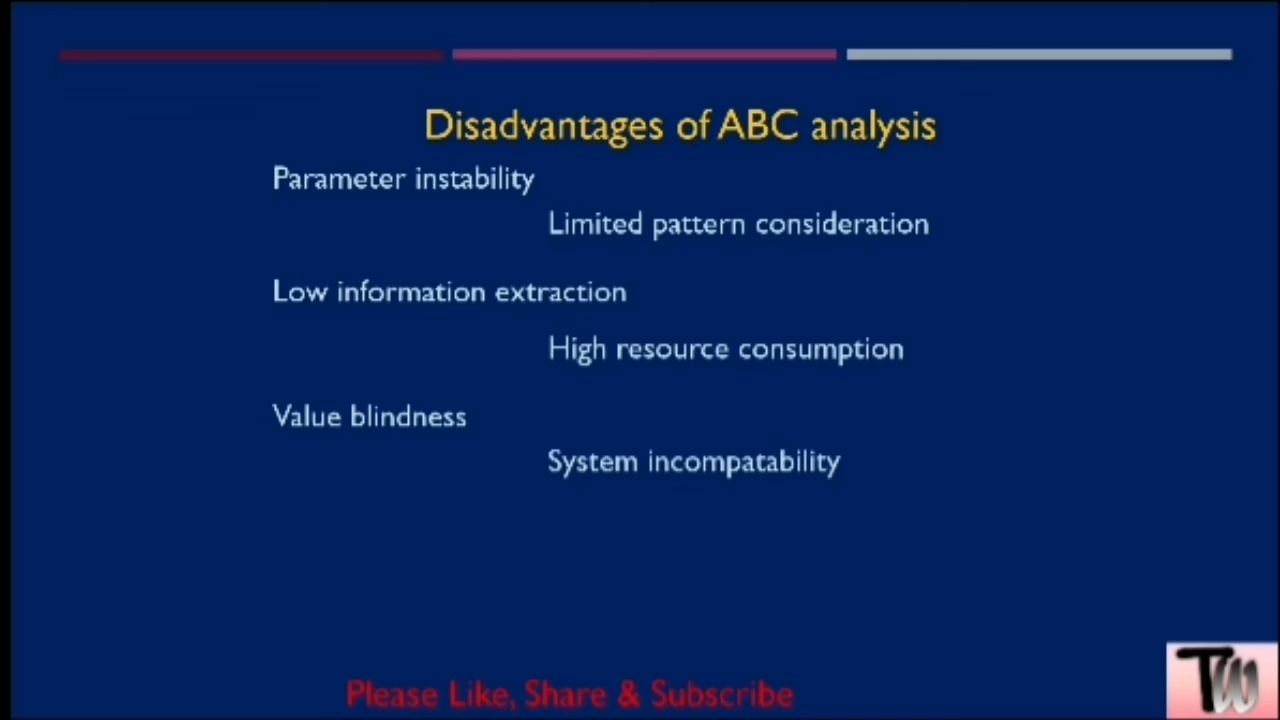 Disadvantages of ABC analysis
Parameter instability
Limited pattern consideration
Low information extraction
High resource consumption
Value blindness
System incompatability
Please Like, Share & Subscribe
TW